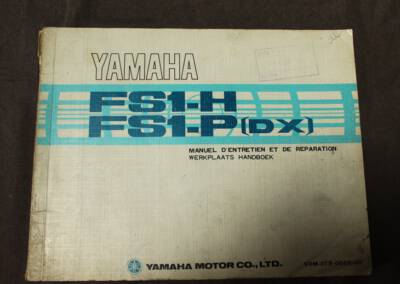 YAMAHA
FS1-H
FS1-P(DX)
MANUEL D'ENTRETIEN ET DE REPARATION
WERKPLAATS HANDBOEK
YAMAHA MOTOR CO., LTD.